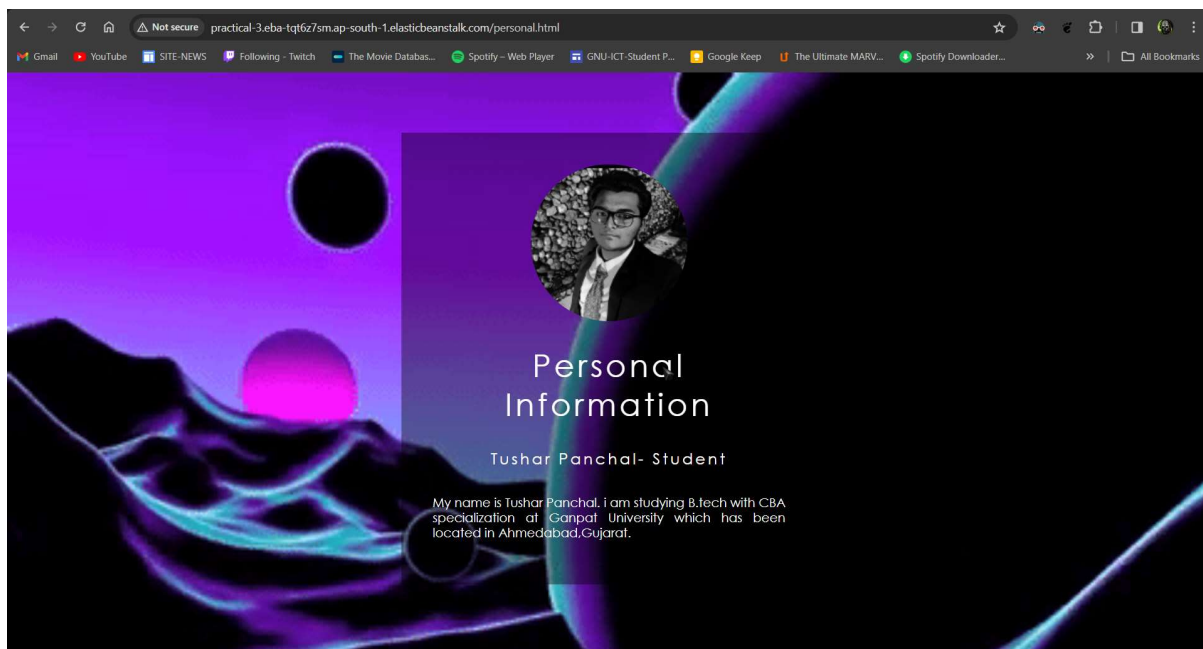 Not secure practical-3.eba-tqt6z7sm.ap-south-1.elasticbeanstalk.com/personal.html
Gmail YouTube SITE-NEWS Following - Twitch The Movie Databas... Spotify – Web Player GNU-ICT-Student P... Google Keep The Ultimate MARV... Spotify Downloader... » All Bookmarks
Personal
Information
Tushar Panchal- Student
My name is Tushar Panchal. i am studying B.tech with CBA
specialization at Ganpat University which has been
located in Ahmedabad,Gujarat.